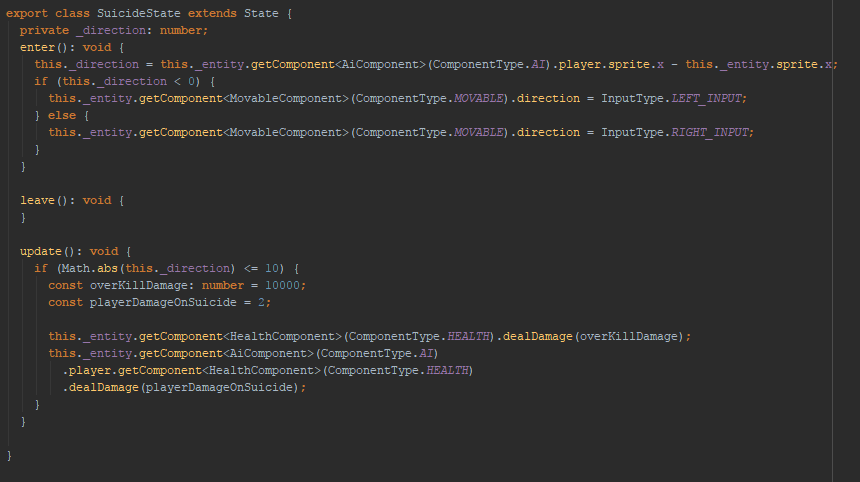 export class SuicideState extends State {
  private _direction: number;
  enter(): void {
    this._direction = this._entity.getComponent<AiComponent>(ComponentType.AI).player.sprite.x - this._entity.sprite.x;
    if (this._direction < 0) {
      this._entity.getComponent<MovableComponent>(ComponentType.MOVABLE).direction = InputType.LEFT_INPUT;
    } else {
      this._entity.getComponent<MovableComponent>(ComponentType.MOVABLE).direction = InputType.RIGHT_INPUT;
    }
  }

  leave(): void {
  }

  update(): void {
    if (Math.abs(this._direction) <= 10) {
      const overKillDamage: number = 10000;
      const playerDamageOnSuicide = 2;

      this._entity.getComponent<HealthComponent>(ComponentType.HEALTH).dealDamage(overKillDamage);
      this._entity.getComponent<AiComponent>(ComponentType.AI)
        .player.getComponent<HealthComponent>(ComponentType.HEALTH)
        .dealDamage(playerDamageOnSuicide);
    }
  }

}